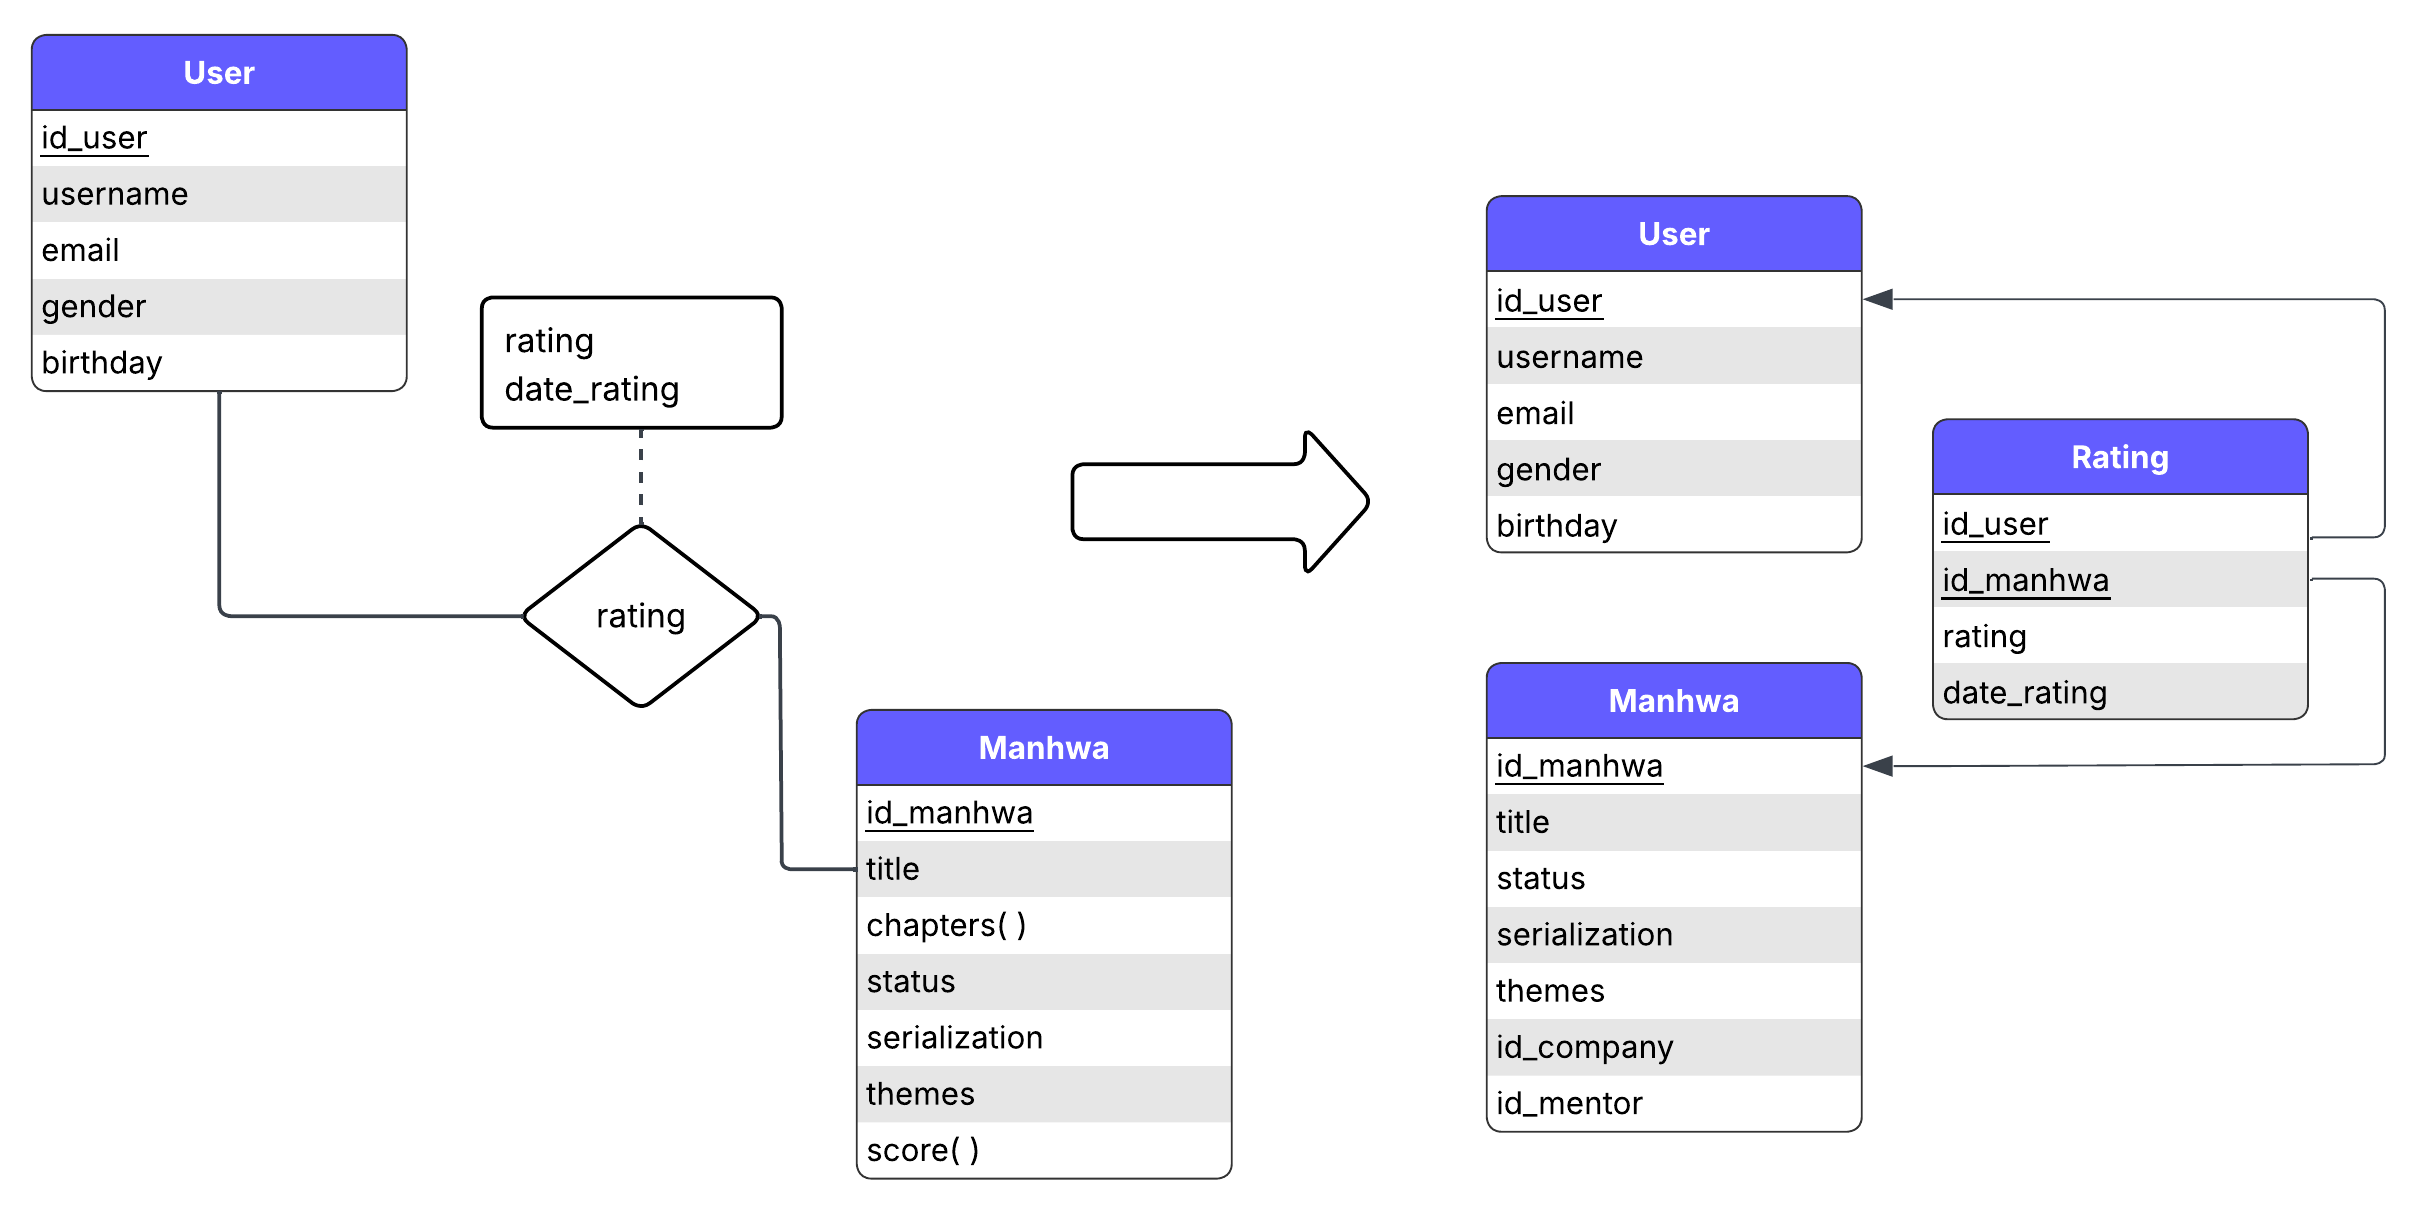 User
id_user
username
email
gender
birthday
rating
date_rating
rating
Manhwa
id_manhwa
title
chapters( )
status
serialization
themes
score( )
User
id_user
username
email
gender
birthday
Rating
id_user
id_manhwa
rating
date_rating
Manhwa
id_manhwa
title
status
serialization
themes
id_company
id_mentor